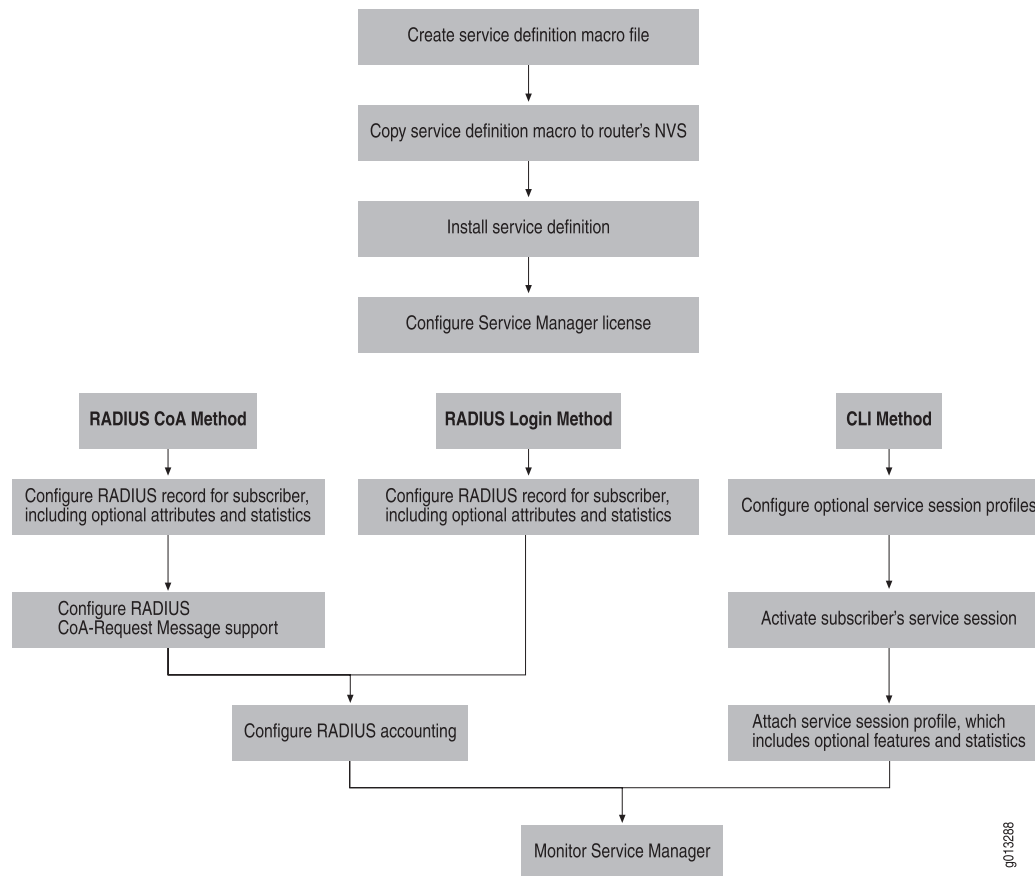 Create service definition macro file
Copy service definition macro to router's NVS
Install service definition
Configure Service Manager license
RADIUS CoA Method
RADIUS Login Method
CLI Method
Configure RADIUS record for subscriber,
including optional attributes and statistics
Configure RADIUS record for subscriber,
including optional attributes and statistics
Configure optional service session profiles
Configure RADIUS
CoA-Request Message support
Activate subscriber's service session
Configure RADIUS accounting
Attach service session profile, which
includes optional features and statistics
Monitor Service Manager
g013288